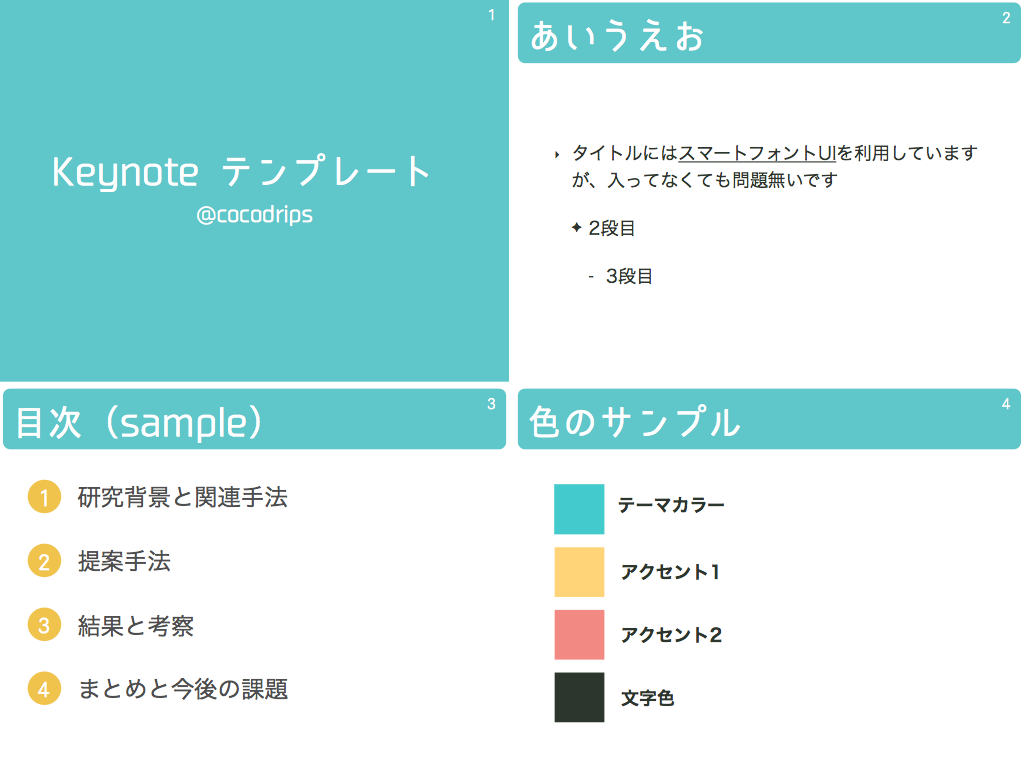 1
Keynote テンプレート
@cocodrips
2
あいうえお
‣ タイトルにはスマートフォントUIを利用しています
が、入ってなくても問題無いです
✦ 2段目
- 3段目
3
目次（sample）
1 研究背景と関連手法
2 提案手法
3 結果と考察
4 まとめと今後の課題
4
色のサンプル
テーマカラー
アクセント1
アクセント2
文字色